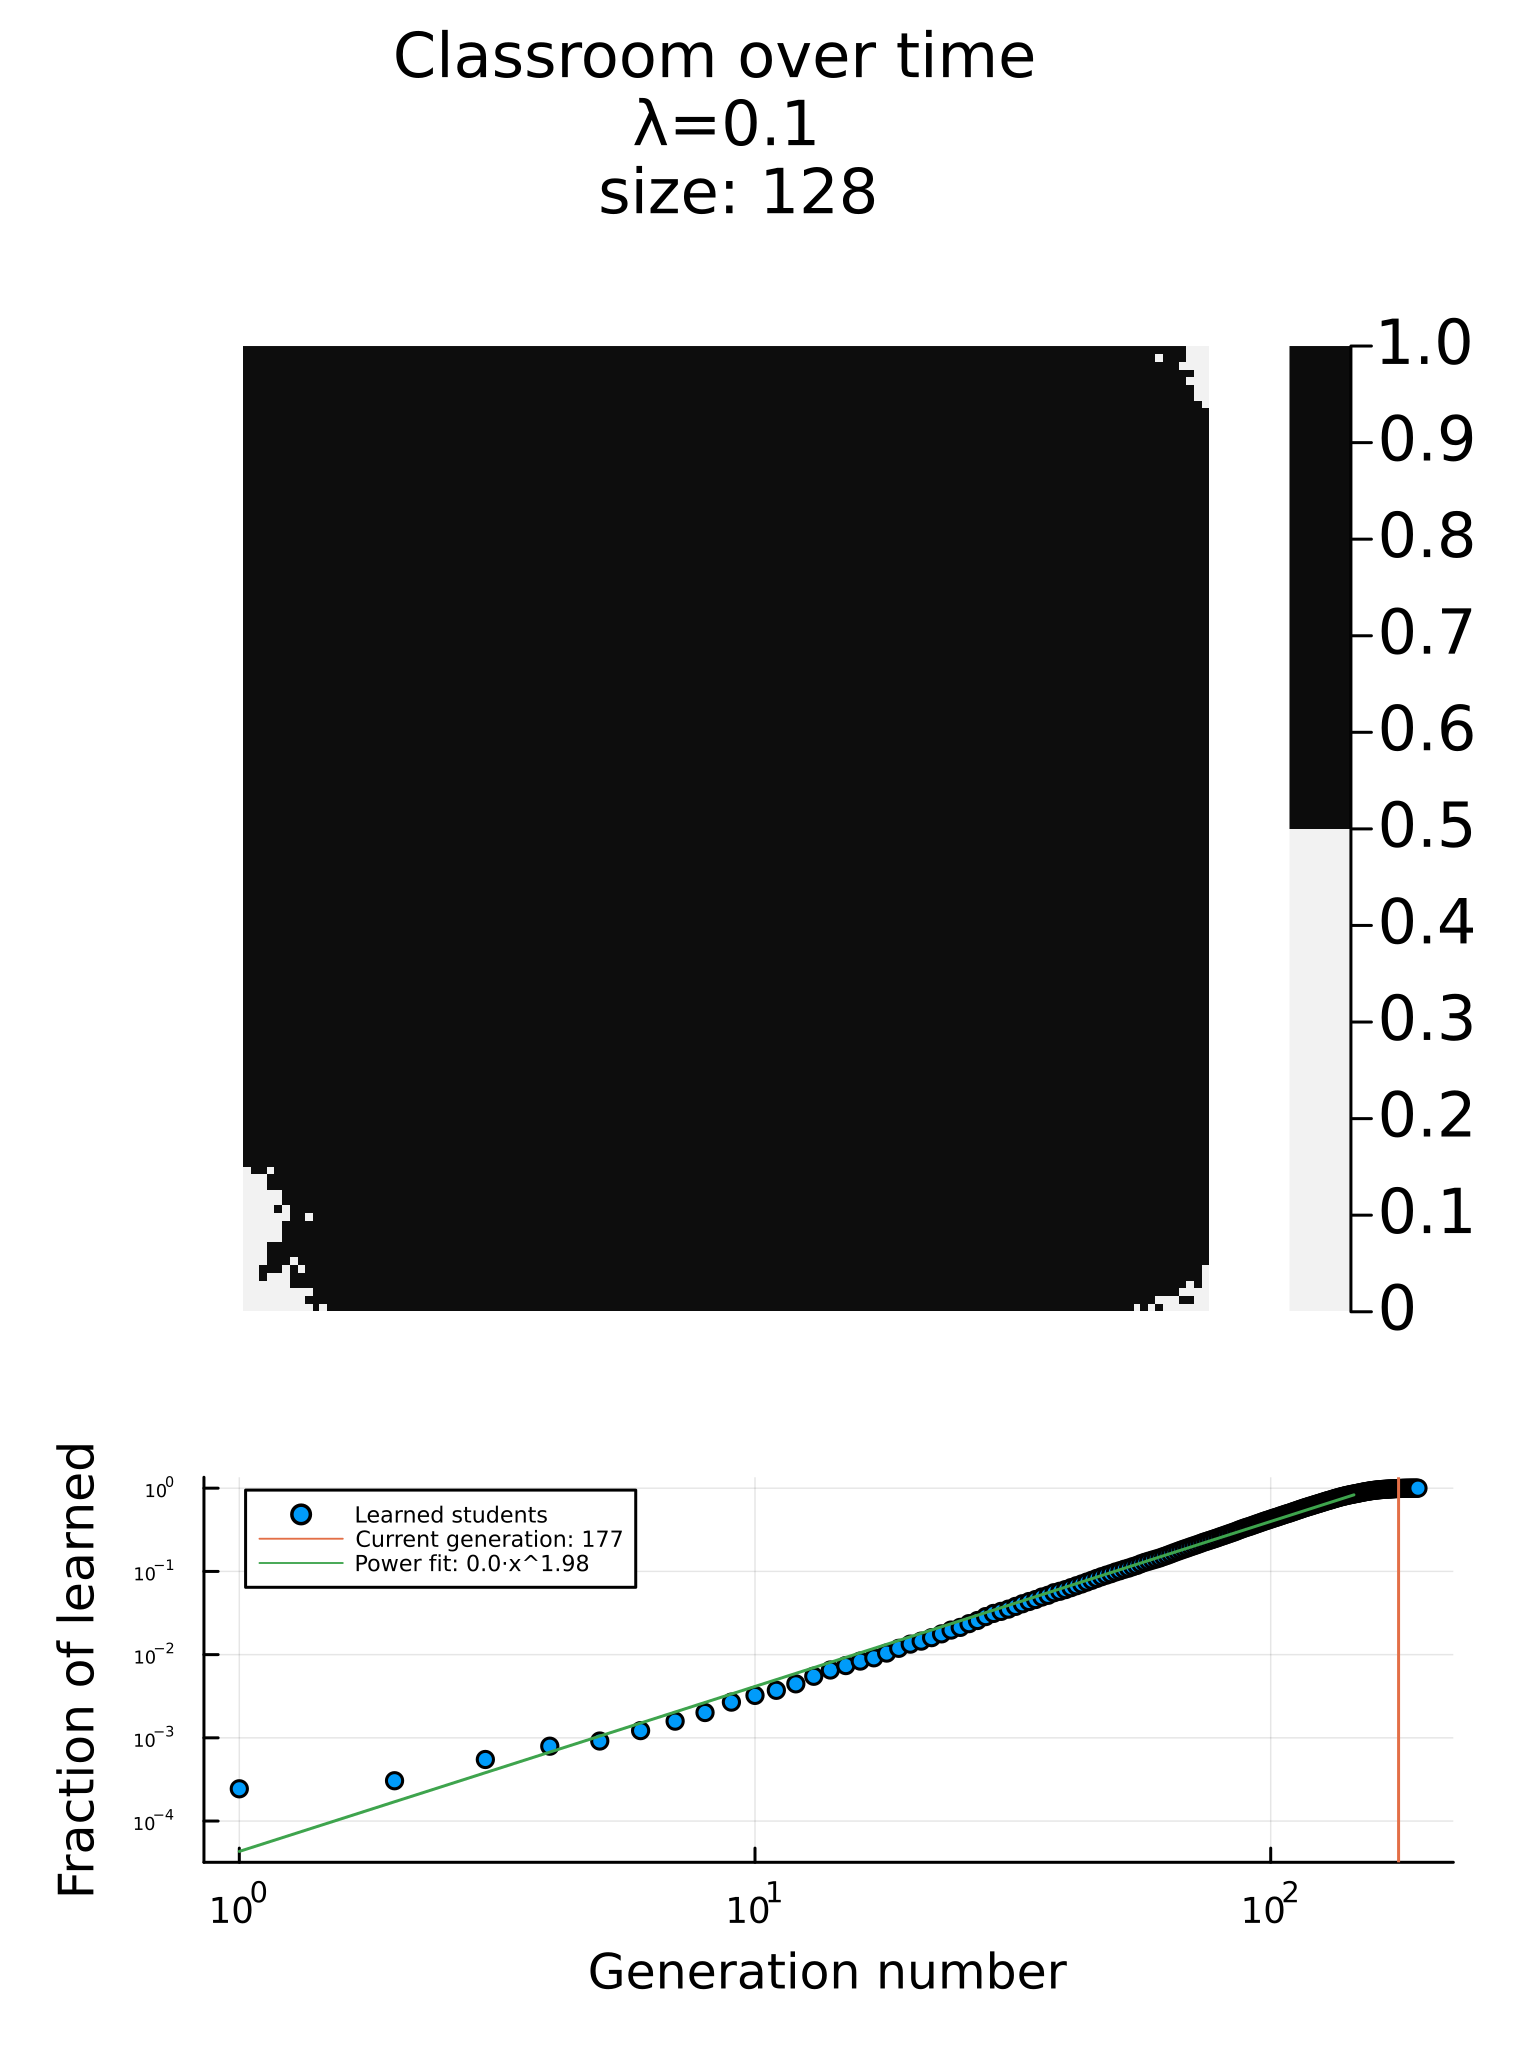 Classroom over time
λ=0.1
size: 128
1.0
0.9
0.8
0.7
0.6
0.5
0.4
0.3
0.2
0.1
0
Fraction of learned
10^0
10^-1
10^-2
10^-3
10^-4
Learned students
Current generation: 177
Power fit: 0.0·x^1.98
10^0 10^1 10^2
Generation number